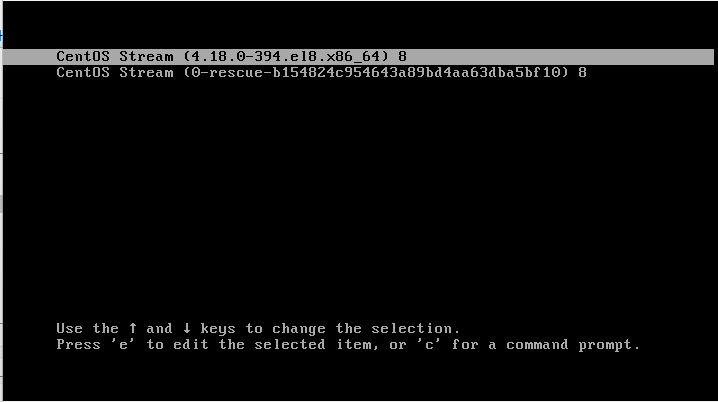 CentOS Stream (4.18.0-394.el8.x86_64) 8
CentOS Stream (0-rescue-b154824c954643a89bd4aa63dba5bf10) 8
Use the ↑ and ↓ keys to change the selection.
Press 'e' to edit the selected item, or 'c' for a command prompt.